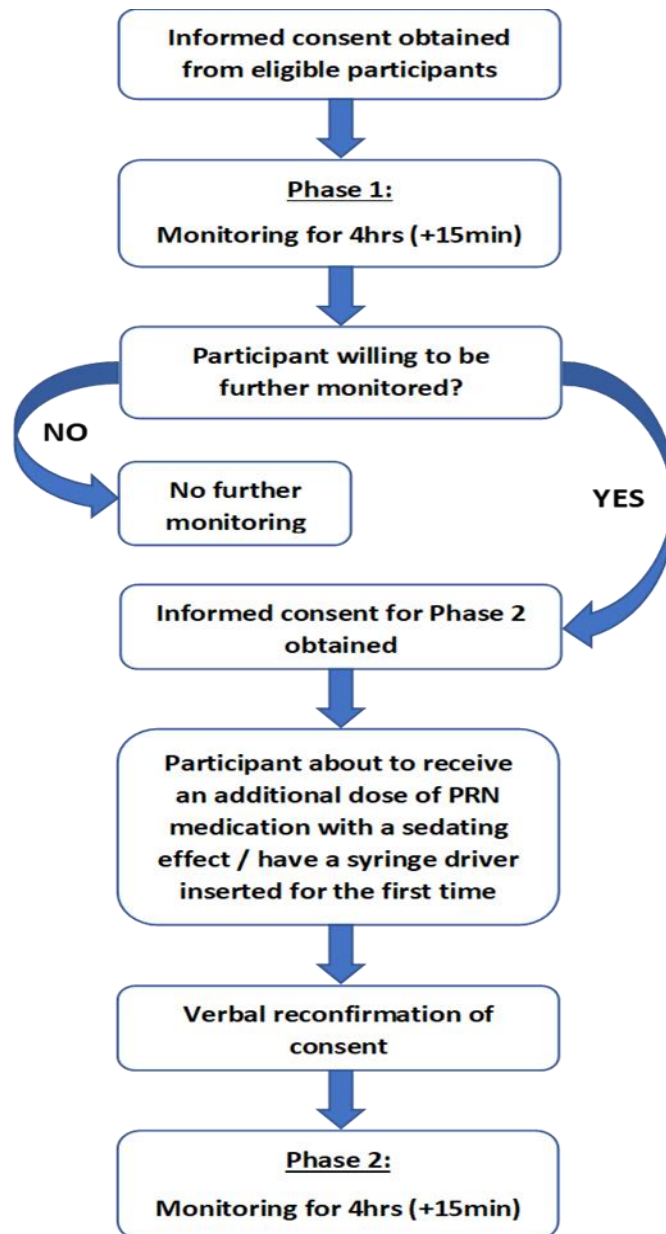 Informed consent obtained
from eligible participants
Phase 1:
Monitoring for 4hrs (+15min)
Participant willing to be
further monitored?
NO
No further
monitoring
YES
Informed consent for Phase 2
obtained
Participant about to receive
an additional dose of PRN
medication with a sedating
effect / have a syringe driver
inserted for the first time
Verbal reconfirmation of
consent
Phase 2:
Monitoring for 4hrs (+15min)